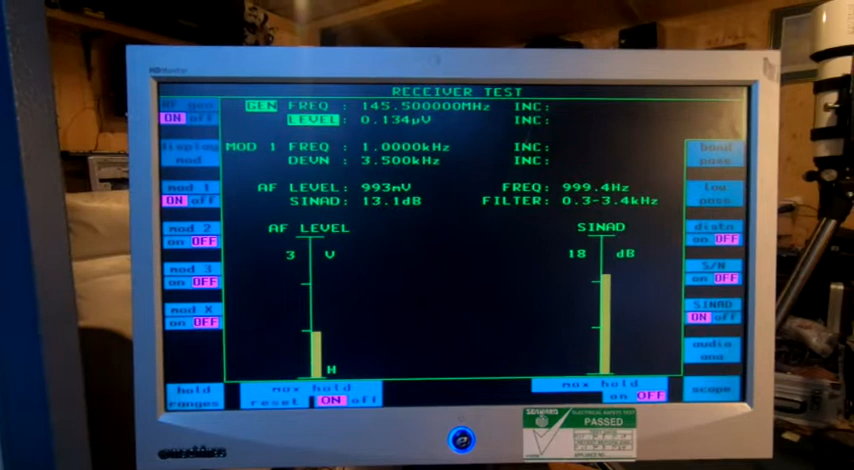 RECEIVER TEST
RF gen
ON off
GEN FREQ : 145.500000MHz INC:
LEVEL: 0.134µV INC:
display
mod
MOD 1 FREQ : 1.0000kHz INC:
DEVN : 3.500kHz INC:
band
pass
mod 1
ON off
AF LEVEL: 993mV FREQ: 999.4Hz
SINAD: 13.1dB FILTER: 0.3-3.4kHz
low
pass
mod 2
on OFF
AF LEVEL SINAD
distn
on OFF
3 V 18 dB
mod 3
on OFF
S/N
on OFF
mod X
on OFF
SINAD
ON off
audio
H
hold
ranges
max hold
reset ON off
max hold
on OFF
scope
SEAWARD ELECTRICAL SAFETY TEST
PASSED